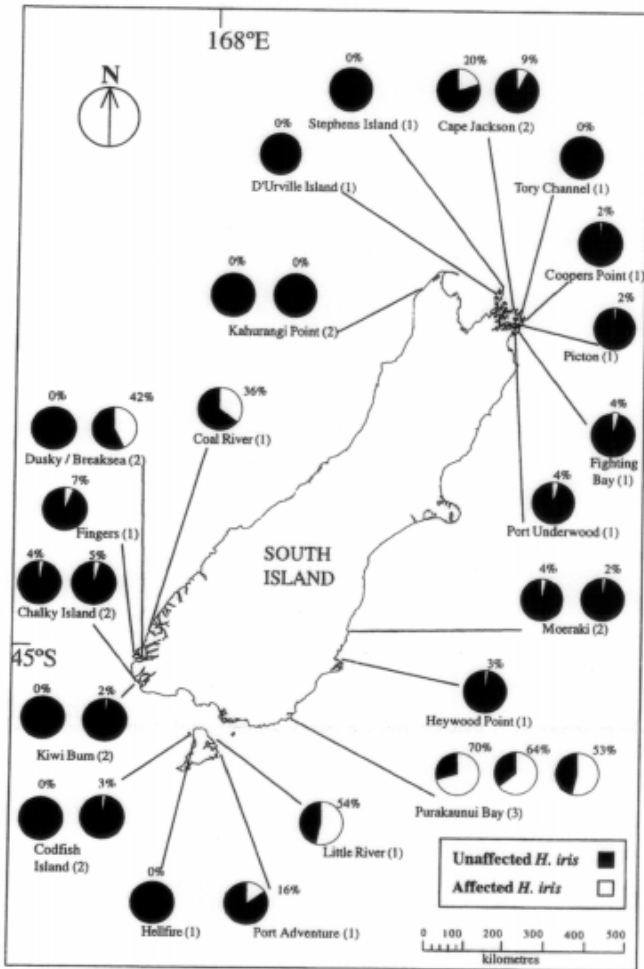 168°E
N
0%
Stephens Island (1)
20%
9%
Cape Jackson (2)
0%
D'Urville Island (1)
0%
Tory Channel (1)
2%
Coopers Point (1)
0%
0%
Kahurangi Point (2)
2%
Picton (1)
0%
42%
Dusky / Breaksea (2)
36%
Coal River (1)
4%
Fighting
Bay (1)
7%
Fingers (1)
4%
Port Underwood (1)
4%
5%
Chalky Island (2)
SOUTH
ISLAND
4%
2%
Moeraki (2)
45°S
0%
2%
Kiwi Burn (2)
3%
Heywood Point (1)
70%
64%
53%
Purakaunui Bay (3)
0%
3%
Codfish
Island (2)
54%
Little River (1)
0%
Hellfire (1)
16%
Port Adventure (1)
Unaffected H. iris
Affected H. iris
0 100 200 300 400 500
kilometres